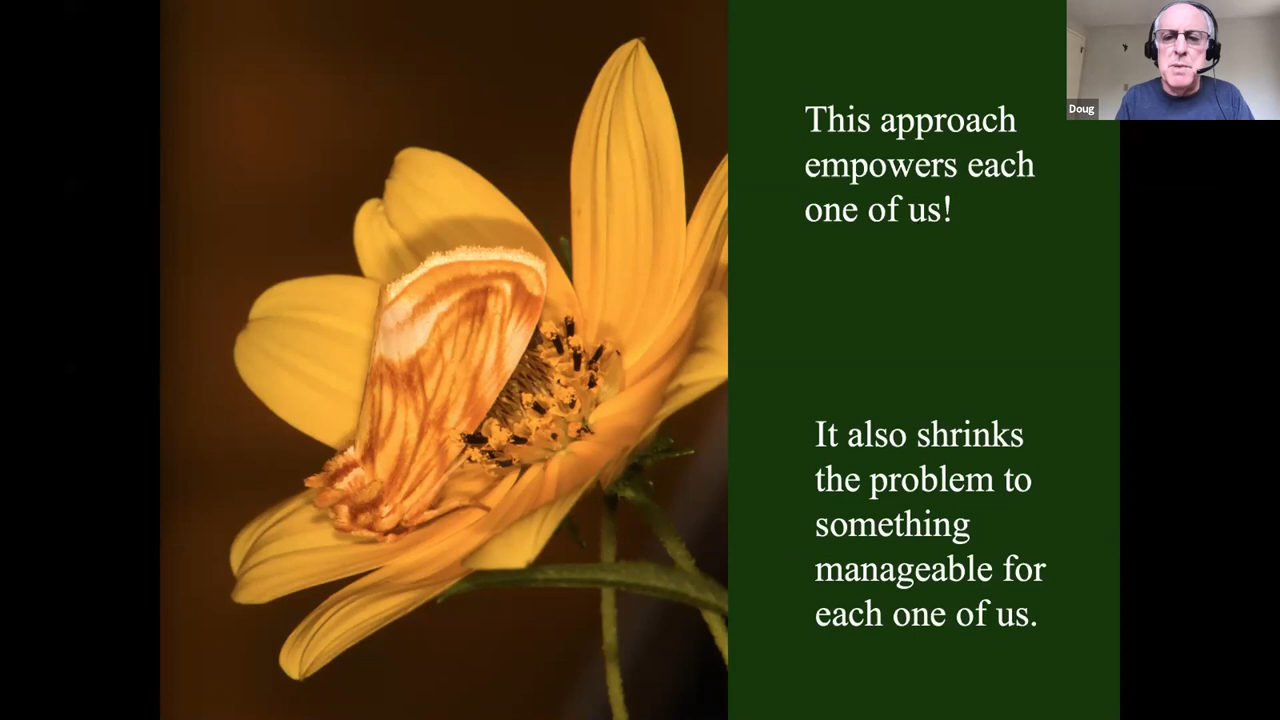 This approach
empowers each
one of us!
It also shrinks
the problem to
something
manageable for
each one of us.
Doug